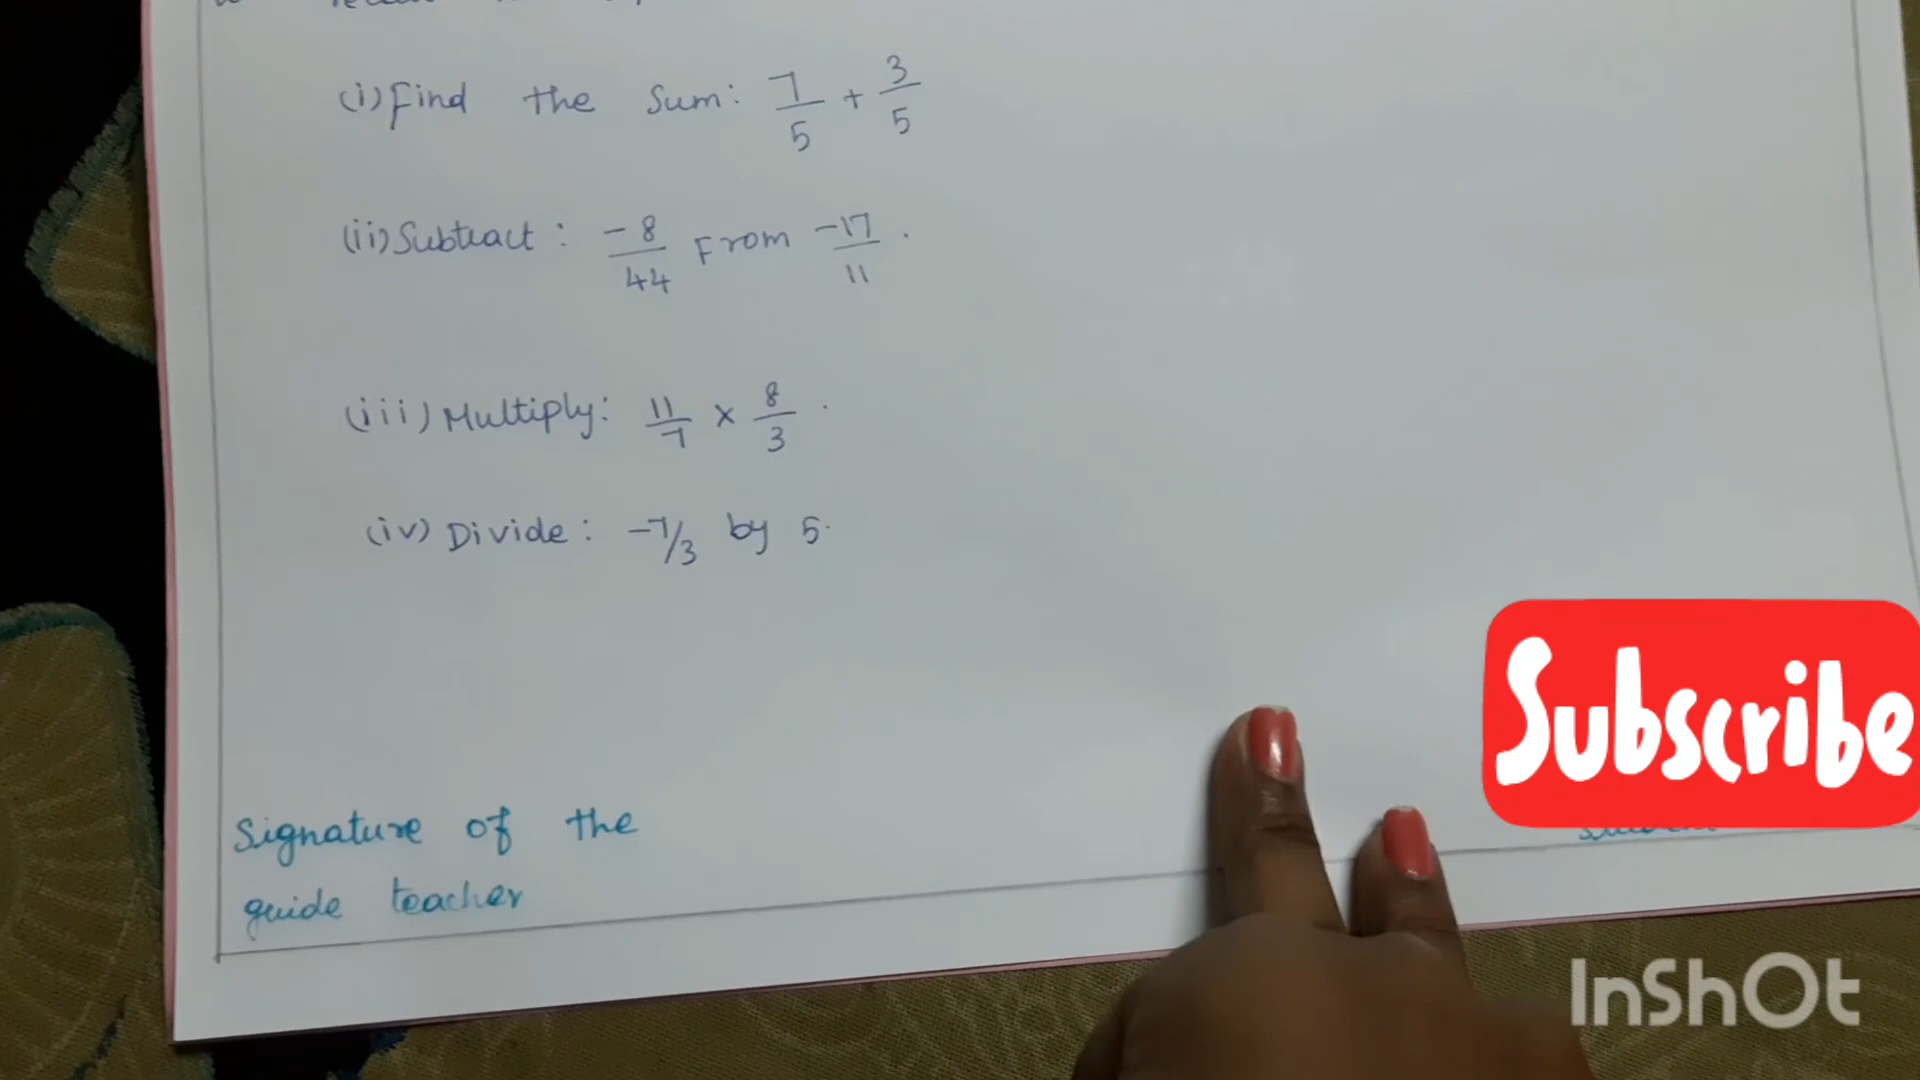 (i) Find the Sum: 7/5 + 3/5
(ii) Subtract: -8/44 From -17/11.
(iii) Multiply: 11/7 × 8/3.
(iv) Divide: -7/3 by 5.
Subscribe
Signature of the
guide teacher
InShOt